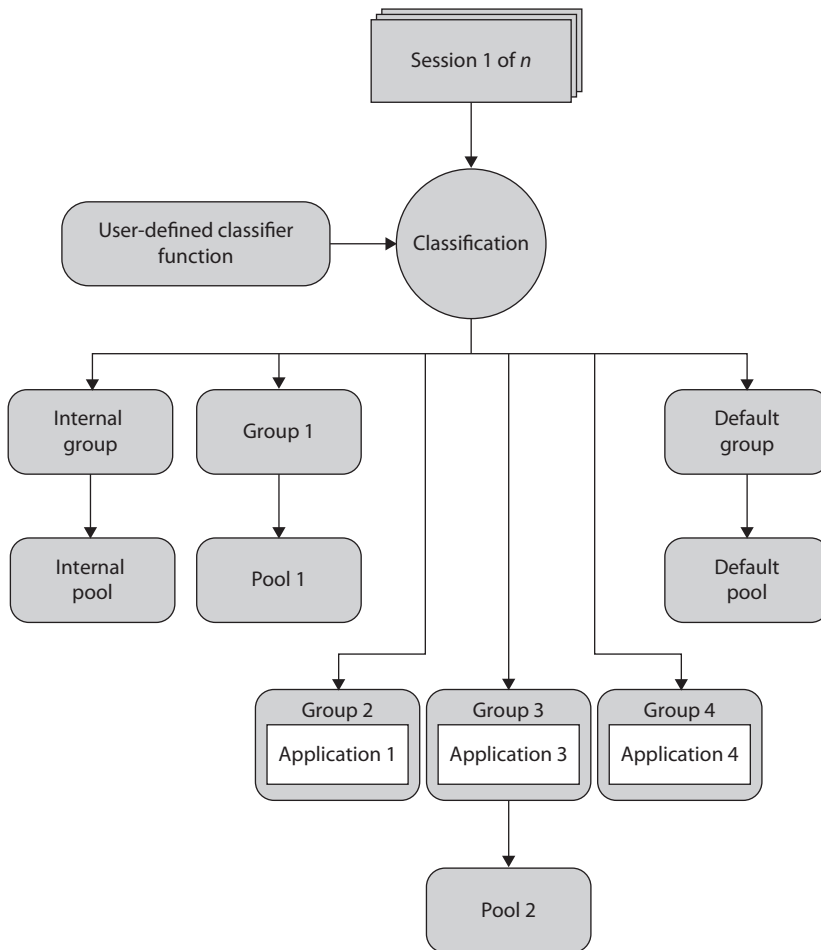 Session 1 of n
User-defined classifier
function
Classification
Internal
group
Group 1
Default
group
Internal
pool
Pool 1
Default
pool
Group 2
Application 1
Group 3
Application 3
Group 4
Application 4
Pool 2